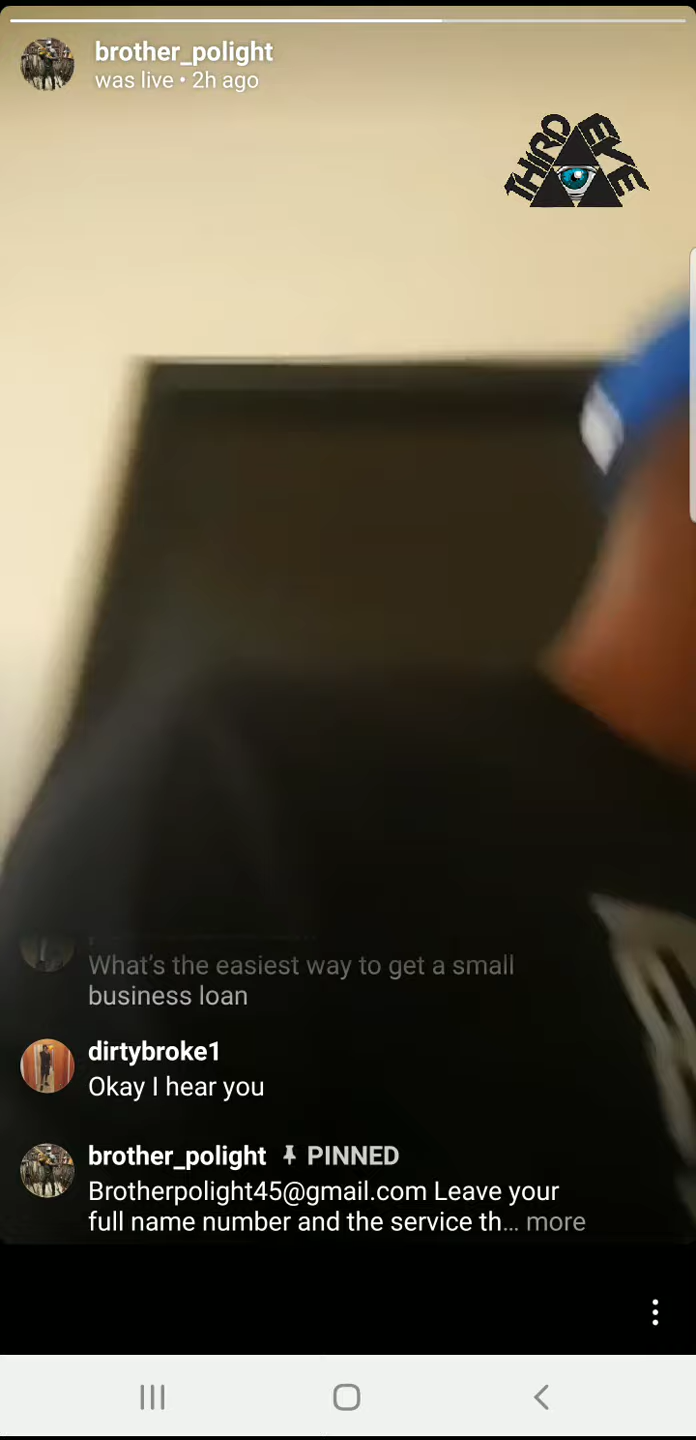 brother_polight
was live • 2h ago
THIRD EYE
What's the easiest way to get a small
business loan
dirtybroke1
Okay I hear you
brother_polight PINNED
Brotherpolight45@gmail.com Leave your
full name number and the service th... more